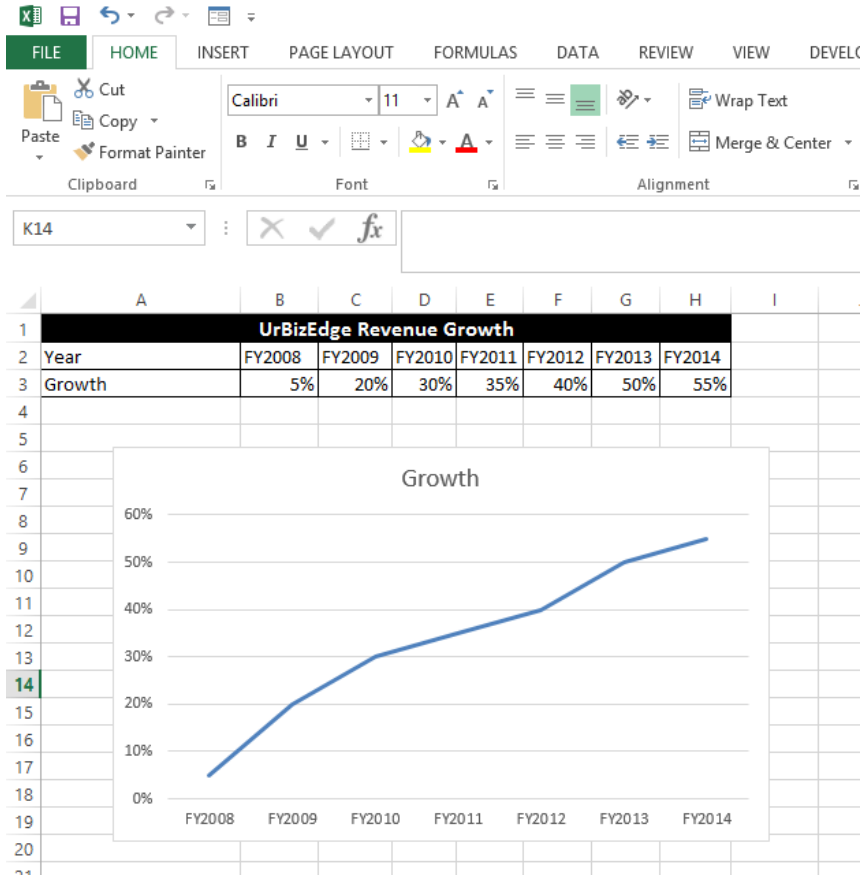 FILE HOME INSERT PAGE LAYOUT FORMULAS DATA REVIEW VIEW DEVELO
Paste
Cut
Copy
Format Painter
Calibri 11 A A
B I U A
Wrap Text
Merge & Center
Clipboard Font Alignment
K14 fx
A B C D E F G H I
1 UrBizEdge Revenue Growth
2 Year FY2008 FY2009 FY2010 FY2011 FY2012 FY2013 FY2014
3 Growth 5% 20% 30% 35% 40% 50% 55%
4
5
6
7
8
9
10
11
12
13
14
15
16
17
18
19
20
21
Growth
60%
50%
40%
30%
20%
10%
0%
FY2008 FY2009 FY2010 FY2011 FY2012 FY2013 FY2014